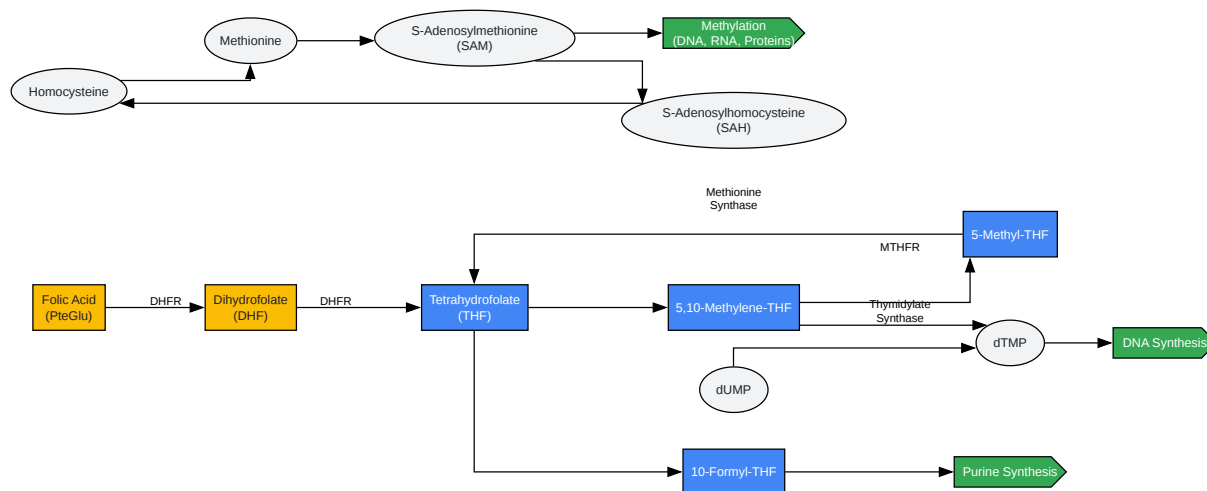 S-Adenosylmethionine
(SAM)
Methylation
(DNA, RNA, Proteins)
Methionine
Homocysteine
S-Adenosylhomocysteine
(SAH)
Methionine
Synthase
5-Methyl-THF
MTHFR
Folic Acid
(PteGlu)
DHFR
Dihydrofolate
(DHF)
DHFR
Tetrahydrofolate
(THF)
5,10-Methylene-THF
Thymidylate
Synthase
dTMP
DNA Synthesis
dUMP
10-Formyl-THF
Purine Synthesis